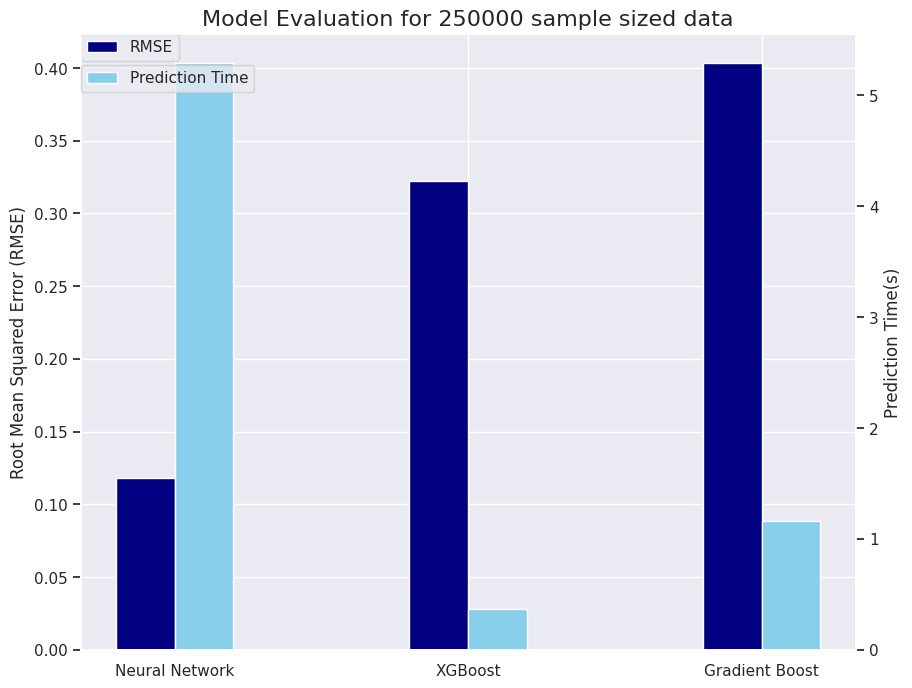 Model Evaluation for 250000 sample sized data
RMSE
Prediction Time
Root Mean Squared Error (RMSE)
0.40
0.35
0.30
0.25
0.20
0.15
0.10
0.05
0.00
5
4
3
2
1
0
Prediction Time(s)
Neural Network
XGBoost
Gradient Boost